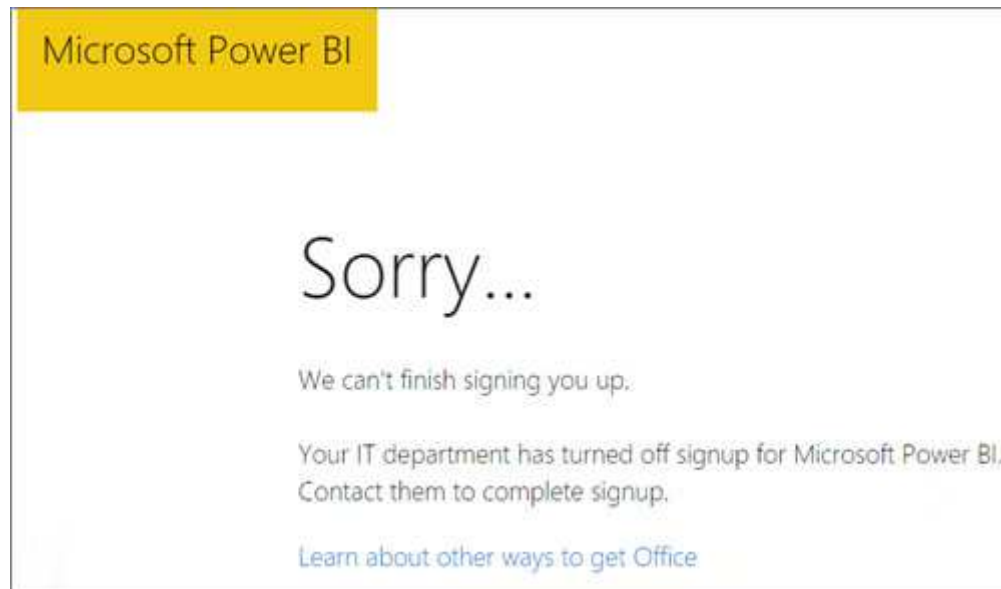 Microsoft Power BI
Sorry...
We can't finish signing you up.
Your IT department has turned off signup for Microsoft Power BI.
Contact them to complete signup.
Learn about other ways to get Office